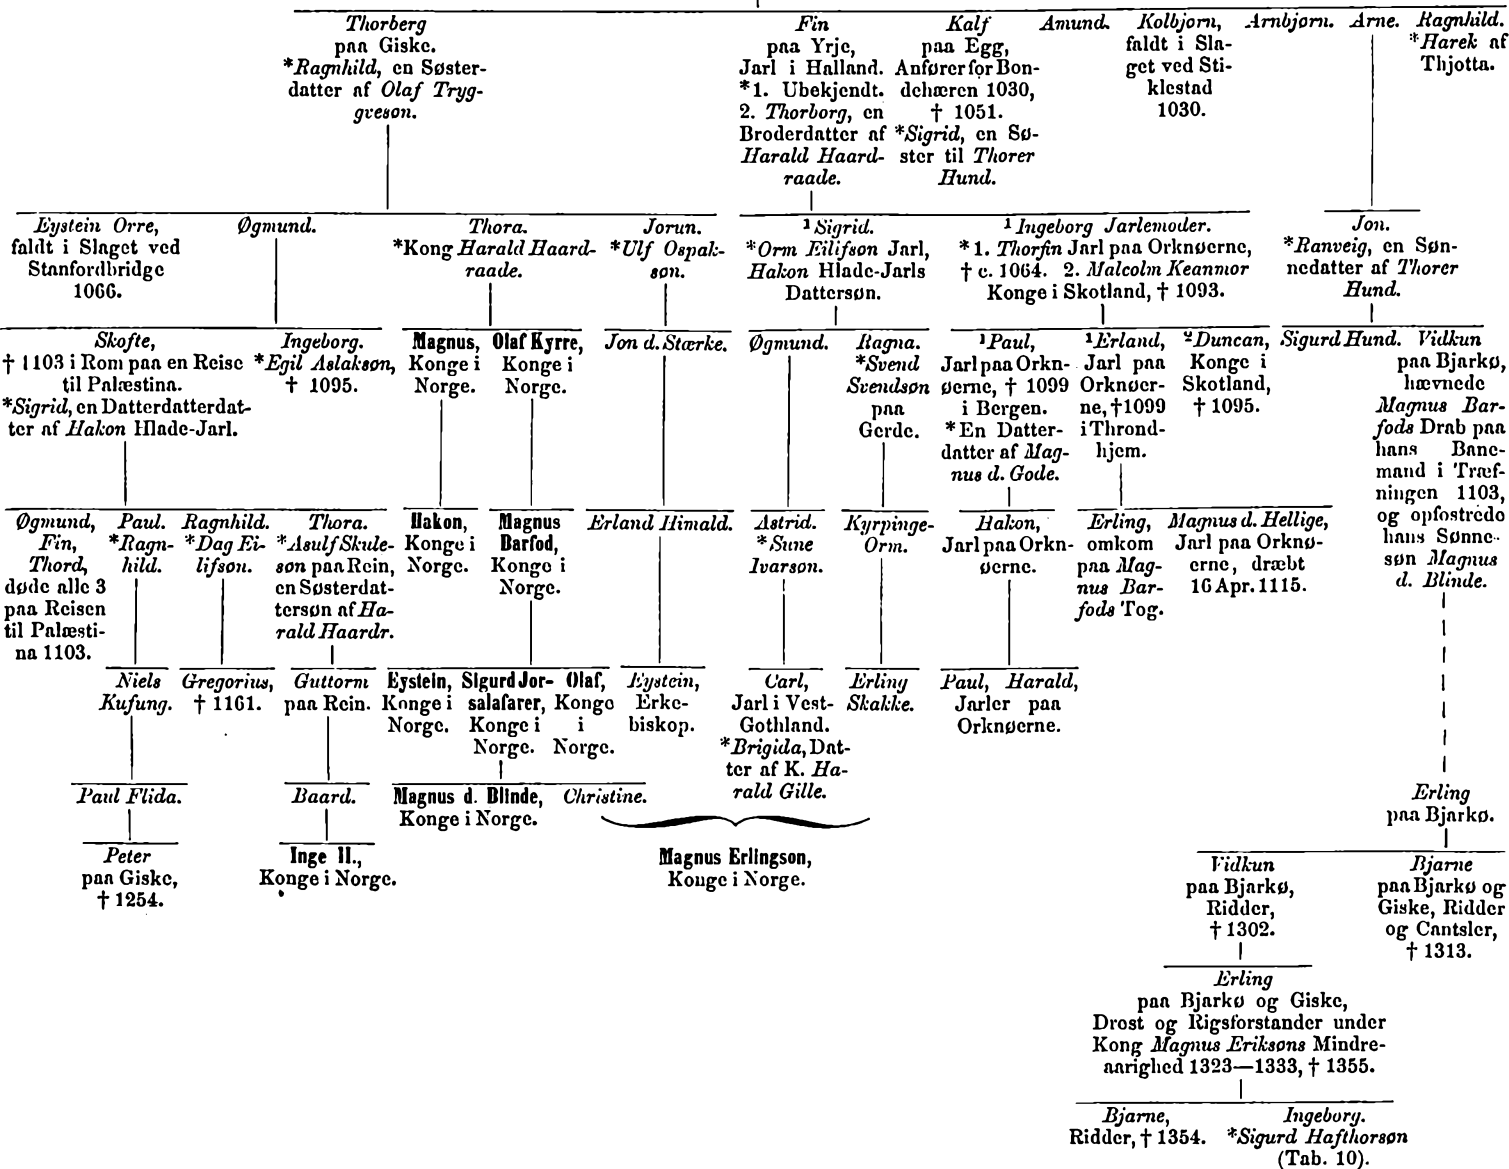 Thorberg
paa Giske.
*Ragnhild, en Søster-
datter af Olaf Tryg-
gvesøn.
Fin
paa Yrje,
Jarl i Halland.
*1. Ubekjendt.
2. Thorborg, en
Broderdatter af
Harald Haard-
raade.
Kalf
paa Egg,
Anfører for Bon-
dehæren 1030,
† 1051.
*Sigrid, en Sø-
ster til Thorer
Hund.
Amund.
Kolbjørn,
faldt i Sla-
get ved Sti-
klestad
1030.
Arnbjørn.
Arne.
Ragnhild.
*Harek af
Thjotta.
Eystein Orre,
faldt i Slaget ved
Stanfordbridge
1066.
Øgmund.
Thora.
*Kong Harald Haard-
raade.
Jorun.
*Ulf Ospak-
søn.
¹ Sigrid.
*Orm Eilifsøn Jarl,
Hakon Hlade-Jarls
Dattersøn.
¹ Ingeborg Jarlemoder.
*1. Thorfin Jarl paa Orknøerne,
† c. 1064. 2. Malcolm Keanmor
Konge i Skotland, † 1093.
Jon.
*Ranveig, en Søn-
nedatter af Thorer
Hund.
Skofte,
† 1103 i Rom paa en Reise
til Palæstina.
*Sigrid, en Datterdatterdat-
ter af Hakon Hlade-Jarl.
Ingeborg.
*Egil Aslaksøn,
† 1095.
Magnus,
Konge i
Norge.
Olaf Kyrre,
Konge i
Norge.
Jon d. Stærke.
Øgmund.
Ragna.
*Svend
Svendsøn
paa
Gerde.
¹Paul,
Jarl paa Orkn-
øerne, † 1099
i Bergen.
*En Datter-
datter af Mag-
nus d. Gode.
¹Erland,
Jarl paa
Orknøer-
ne, †1099
i Thrond-
hjem.
²Duncan,
Konge i
Skotland,
† 1095.
Sigurd Hund.
Vidkun
paa Bjarkø,
hævnede
Magnus Bar-
fods Drab paa
hans Bane-
mand i Træf-
ningen 1103,
og opfostrede
hans Sønne-
søn Magnus
d. Blinde.
Øgmund,
Fin,
Thord,
døde alle 3
paa Reisen
til Palæsti-
na 1103.
Paul.
*Ragn-
hild.
Ragnhild.
*Dag Ei-
lifsøn.
Thora.
*Asulf Skule-
søn paa Rein,
en Søsterdat-
tersøn af Ha-
rald Haardr.
Hakon,
Konge i
Norge.
Magnus
Barfod,
Konge i
Norge.
Erland Himald.
Astrid.
*Sune
Ivarsøn.
Kyrpinge-
Orm.
Hakon,
Jarl paa Orkn-
øerne.
Erling,
omkom
paa Mag-
nus Bar-
fods Tog.
Magnus d. Hellige,
Jarl paa Orknø-
erne, dræbt
16 Apr. 1115.
Niels
Kufung.
Gregorius,
† 1161.
Guttorm
paa Rein.
Eystein,
Konge i
Norge.
Sigurd Jor-
salafarer,
Konge i
Norge.
Olaf,
Konge
i
Norge.
Eystein,
Erke-
biskop.
Carl,
Jarl i Vest-
Gothland.
*Brigida, Dat-
ter af K. Ha-
rald Gille.
Erling
Skakke.
Paul, Harald,
Jarler paa
Orknøerne.
Paul Flida.
Baard.
Magnus d. Blinde,
Konge i Norge.
Christine.
Erling
paa Bjarkø.
Peter
paa Giske,
† 1254.
Inge II.,
Konge i Norge.
Magnus Erlingson,
Konge i Norge.
Vidkun
paa Bjarkø,
Ridder,
† 1302.
Bjarne
paa Bjarkø og
Giske, Ridder
og Cantsler,
† 1313.
Erling
paa Bjarkø og Giske,
Drost og Rigsforstander under
Kong Magnus Eriksøns Mindre-
aarighed 1323—1333, † 1355.
Bjarne,
Ridder, † 1354.
Ingeborg.
*Sigurd Hafthorsøn
(Tab. 10).